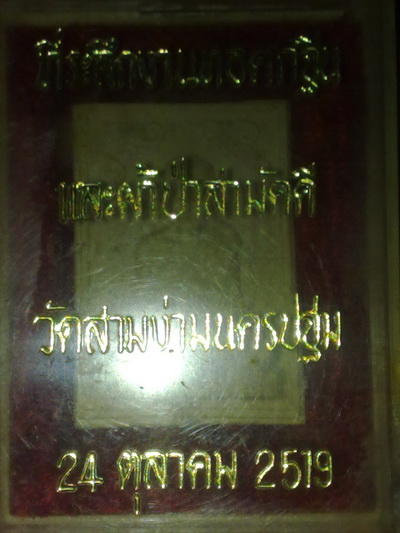 ที่ระลึกงานทอดกฐิน
และผ้าป่าสามัคคี
วัดสามง่ามนครปฐม
24 ตุลาคม 2519